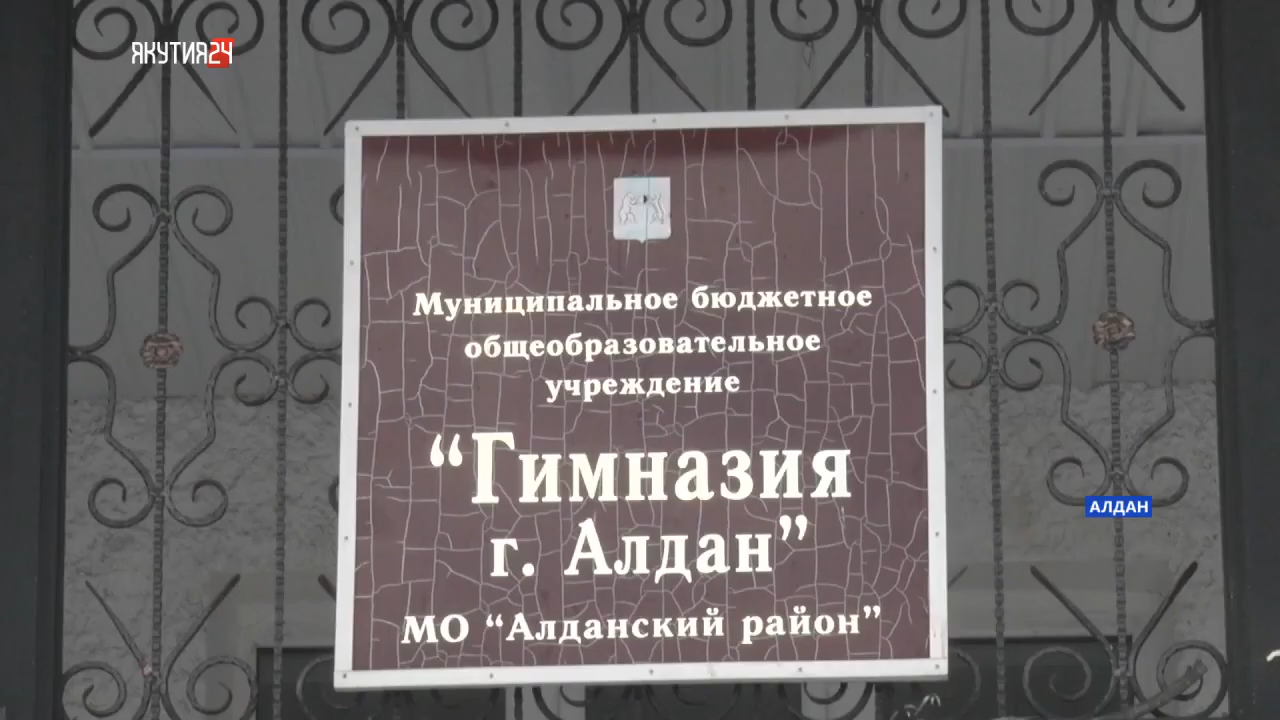 ЯКУТИЯ24
Муниципальное бюджетное
общеобразовательное
учреждение
“Гимназия
г. Алдан”
МО “Алданский район”
АЛДАН